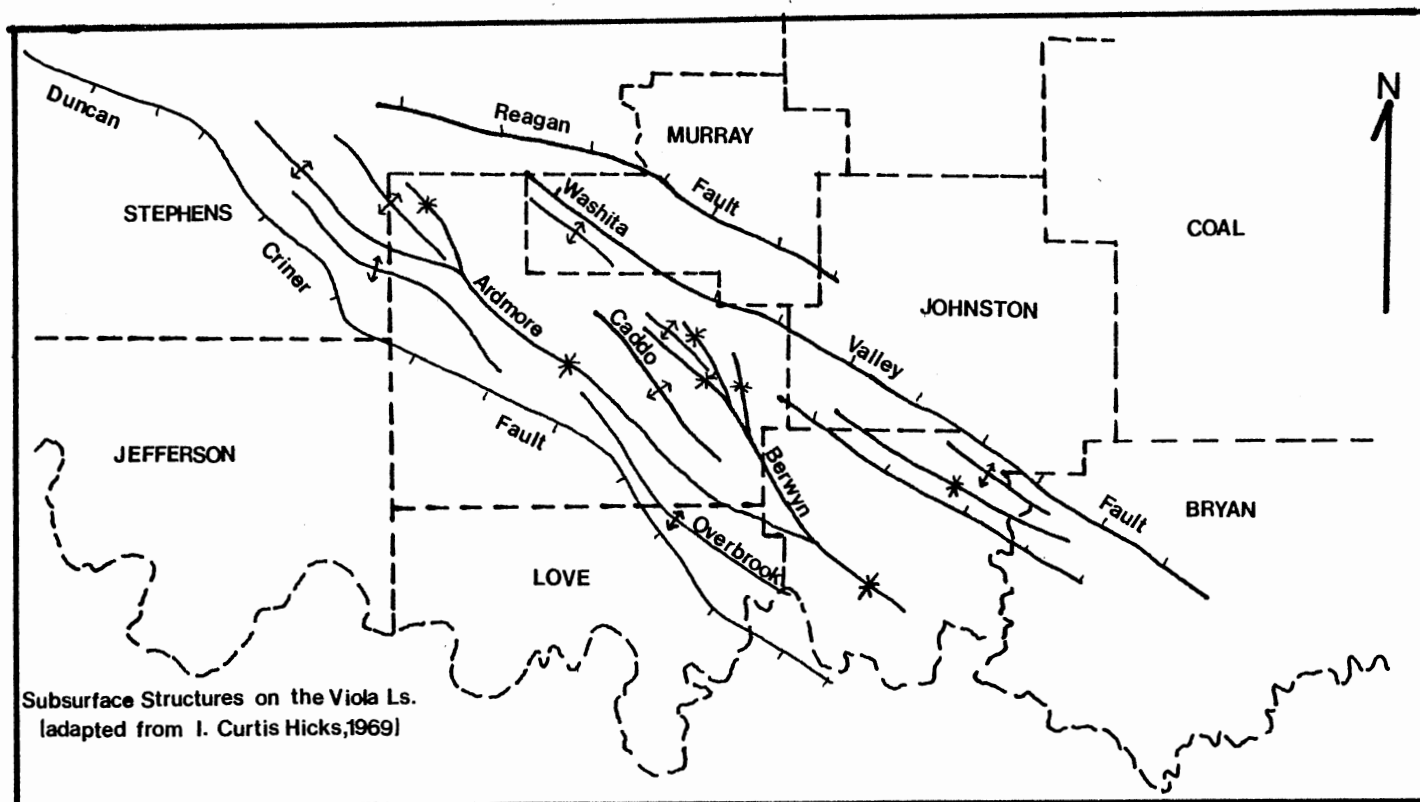 N
Duncan
Reagan
MURRAY
Fault
Washita
STEPHENS
COAL
Criner
Ardmore
JOHNSTON
Caddo
Valley
Fault
JEFFERSON
Berwyn
Fault
BRYAN
Overbrook
LOVE
Subsurface Structures on the Viola Ls.
(adapted from I. Curtis Hicks,1969)